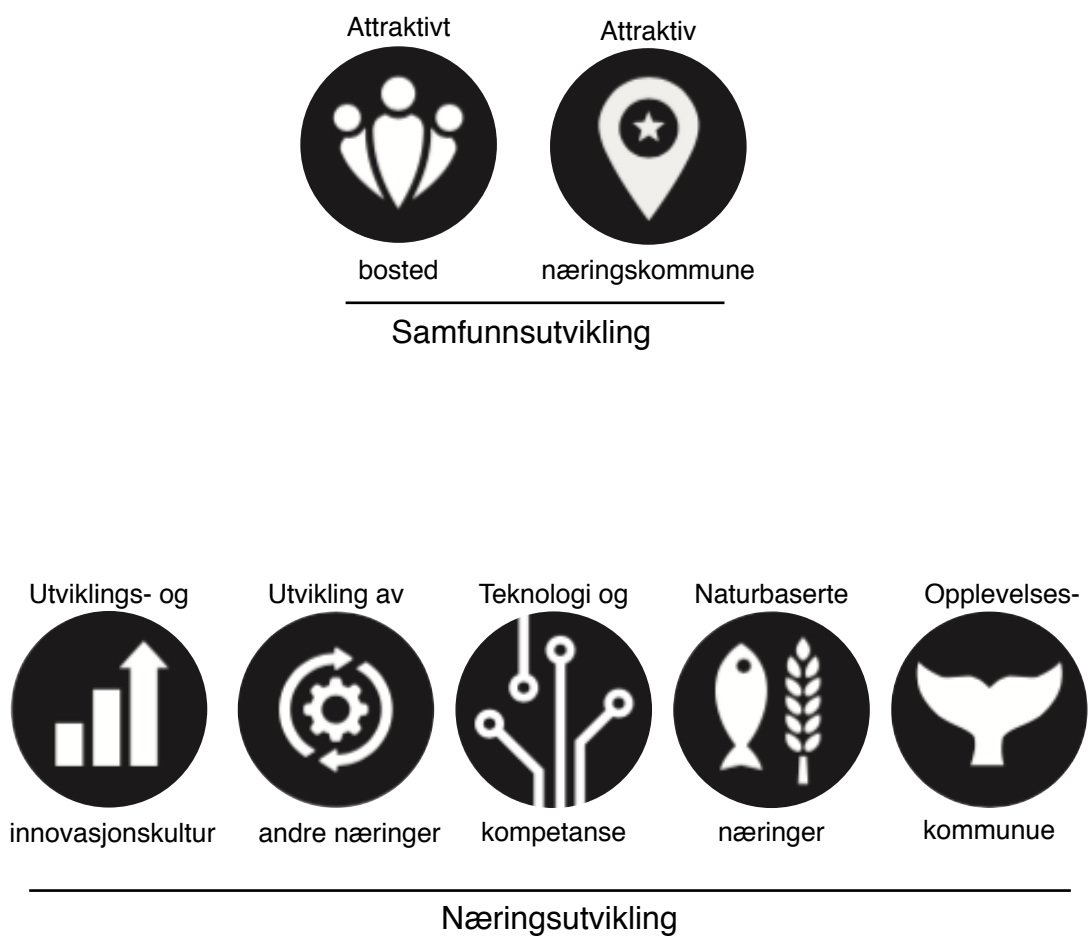 Attraktivt
Attraktiv
bosted
næringskommune
Samfunnsutvikling
Utviklings- og
Utvikling av
Teknologi og
Naturbaserte
Opplevelses-
innovasjonskultur
andre næringer
kompetanse
næringer
kommunue
Næringsutvikling